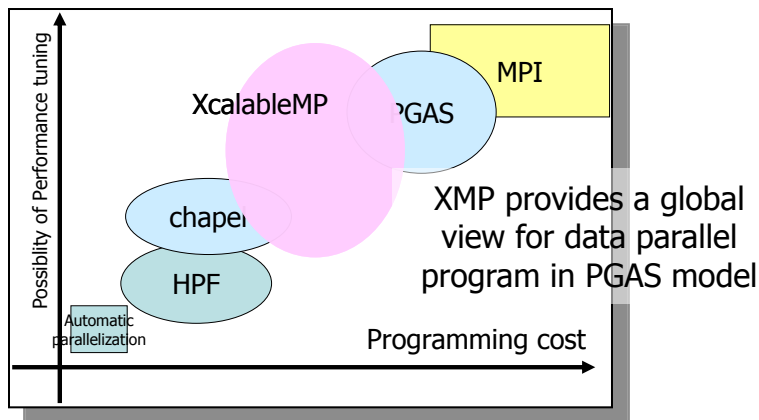 Possiblity of Performance tuning
MPI
XcalableMP
PGAS
XMP provides a global
view for data parallel
program in PGAS model
chapel
HPF
Automatic
parallelization
Programming cost